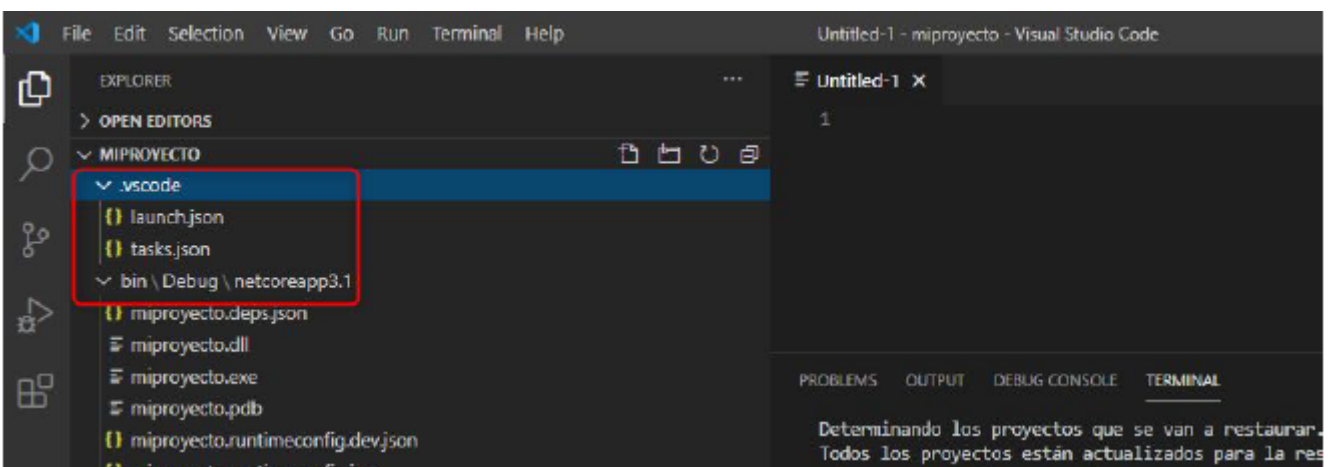 File Edit Selection View Go Run Terminal Help
Untitled-1 - miproyecto - Visual Studio Code
EXPLORER
OPEN EDITORS
MIPROYECTO
.vscode
{} launch.json
{} tasks.json
bin \ Debug \ netcoreapp3.1
{} miproyecto.deps.json
miproyecto.dll
miproyecto.exe
miproyecto.pdb
{} miproyecto.runtimeconfig.dev.json
Untitled-1
1
PROBLEMS OUTPUT DEBUG CONSOLE TERMINAL
Determinando los proyectos que se van a restaurar.
Todos los proyectos están actualizados para la res